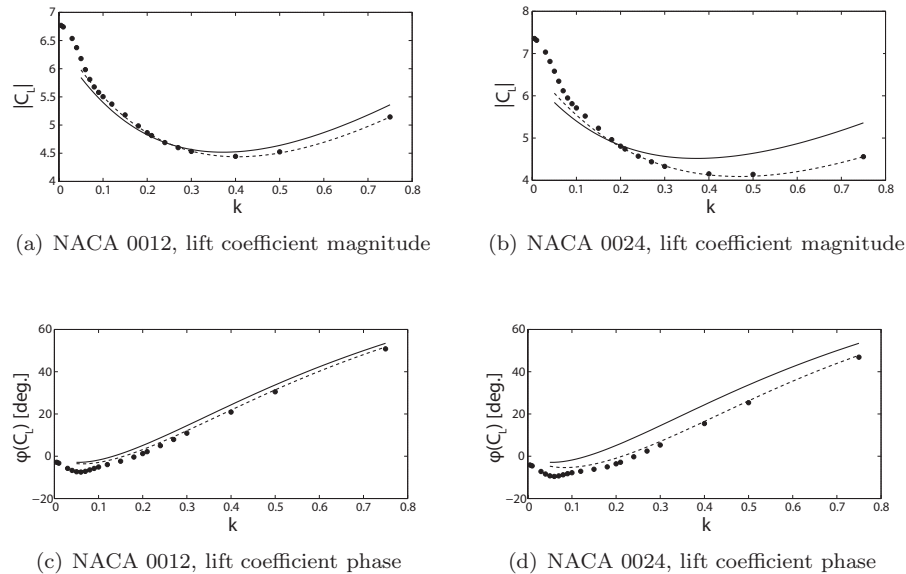 7
6.5
6
5.5
5
4.5
4
|C_L|
0 0.1 0.2 0.3 0.4 0.5 0.6 0.7 0.8
k
(a) NACA 0012, lift coefficient magnitude
8
7
6
5
4
|C_L|
0 0.1 0.2 0.3 0.4 0.5 0.6 0.7 0.8
k
(b) NACA 0024, lift coefficient magnitude
60
40
20
0
−20
φ(C_L) [deg.]
0 0.1 0.2 0.3 0.4 0.5 0.6 0.7 0.8
k
(c) NACA 0012, lift coefficient phase
60
40
20
0
−20
φ(C_L) [deg.]
0 0.1 0.2 0.3 0.4 0.5 0.6 0.7 0.8
k
(d) NACA 0024, lift coefficient phase